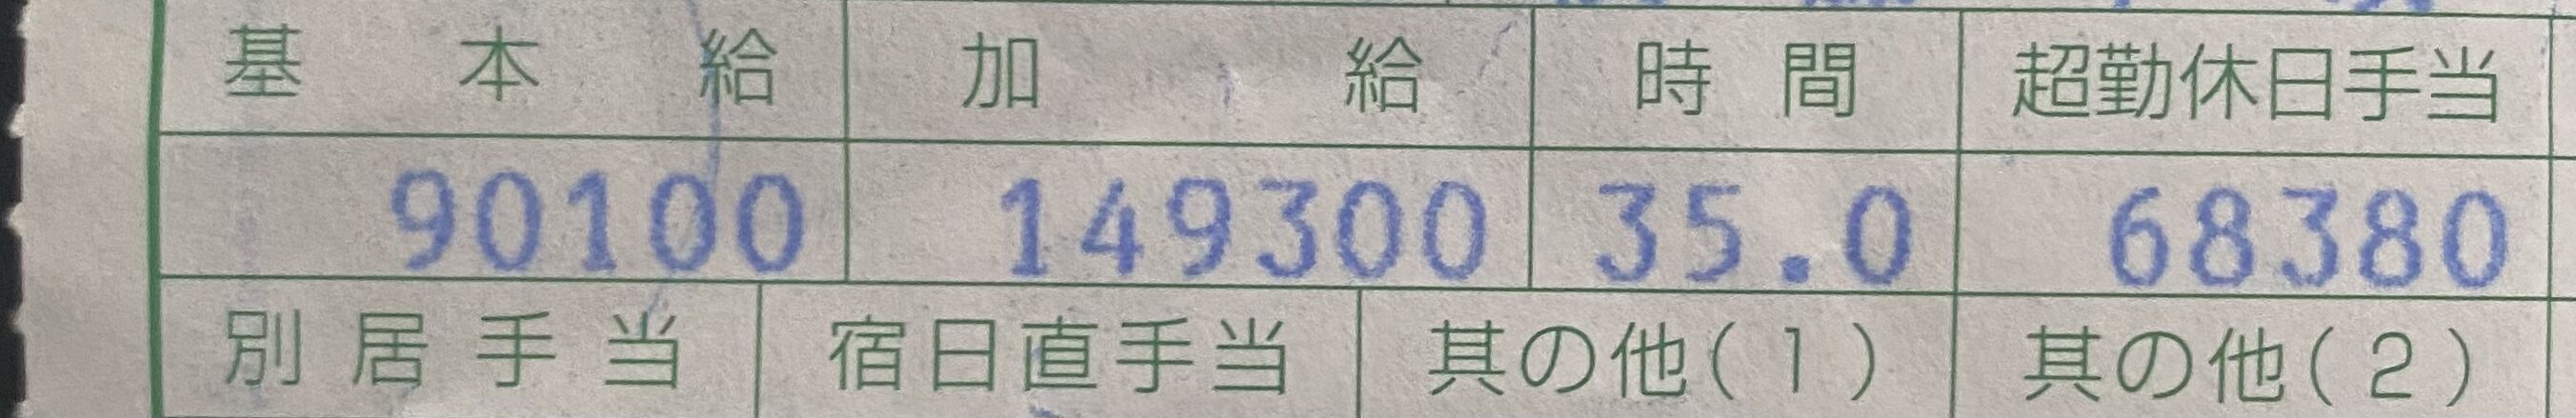 基本給 加給 時間 超勤休日手当
90100 149300 35.0 68380
別居手当 宿日直手当 其の他(1) 其の他(2)